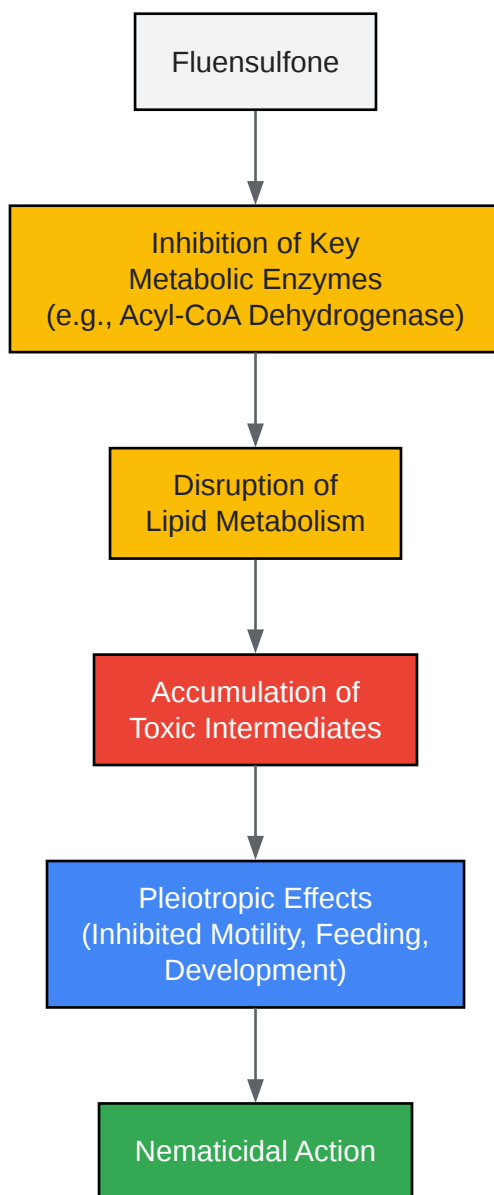 Fluensulfone
Inhibition of Key
Metabolic Enzymes
(e.g., Acyl-CoA Dehydrogenase)
Disruption of
Lipid Metabolism
Accumulation of
Toxic Intermediates
Pleiotropic Effects
(Inhibited Motility, Feeding,
Development)
Nematicidal Action